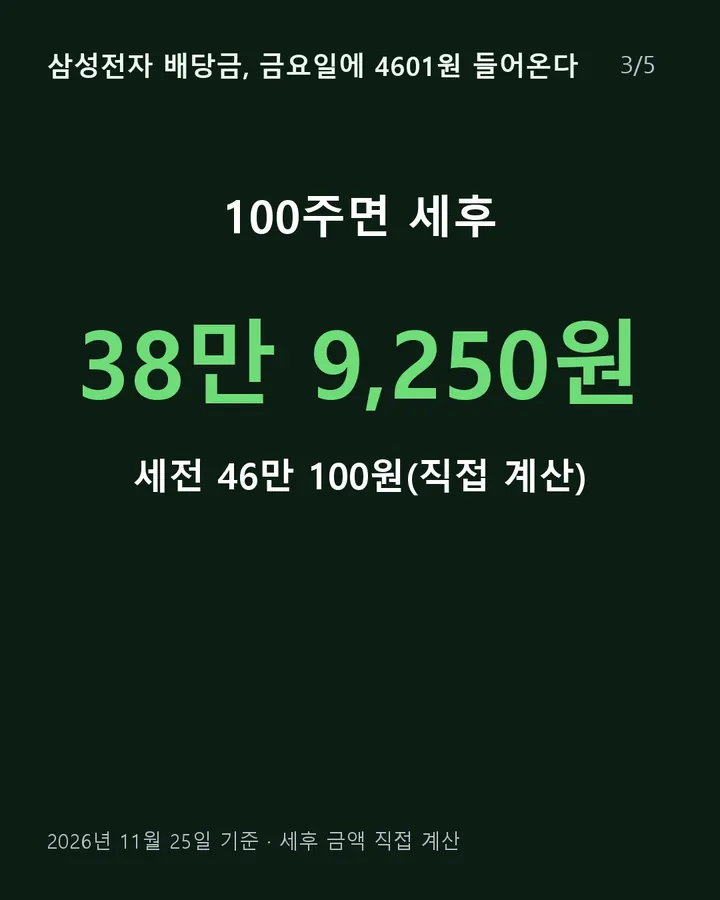 삼성전자 배당금, 금요일에 4601원 들어온다 3/5
100주면 세후
38만 9,250원
세전 46만 100원(직접 계산)
2026년 11월 25일 기준 · 세후 금액 직접 계산